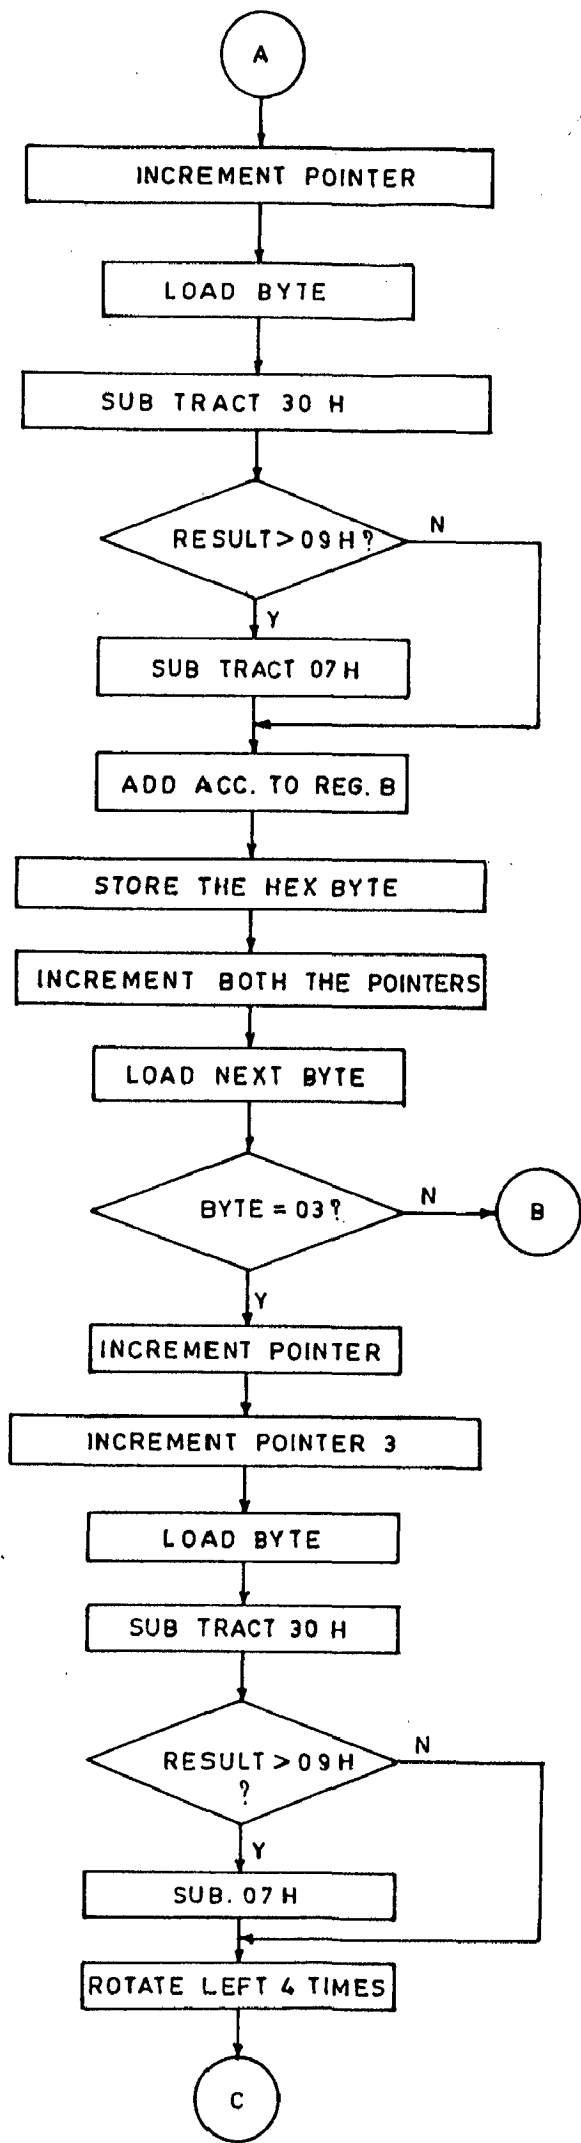 A
INCREMENT POINTER
LOAD BYTE
SUB TRACT 30 H
RESULT > 09 H ?
N
Y
SUB TRACT 07 H
ADD ACC. TO REG. B
STORE THE HEX BYTE
INCREMENT BOTH THE POINTERS
LOAD NEXT BYTE
BYTE = 03 ?
N
B
Y
INCREMENT POINTER
INCREMENT POINTER 3
LOAD BYTE
SUB TRACT 30 H
RESULT > 09 H
?
N
Y
SUB. 07 H
ROTATE LEFT 4 TIMES
C